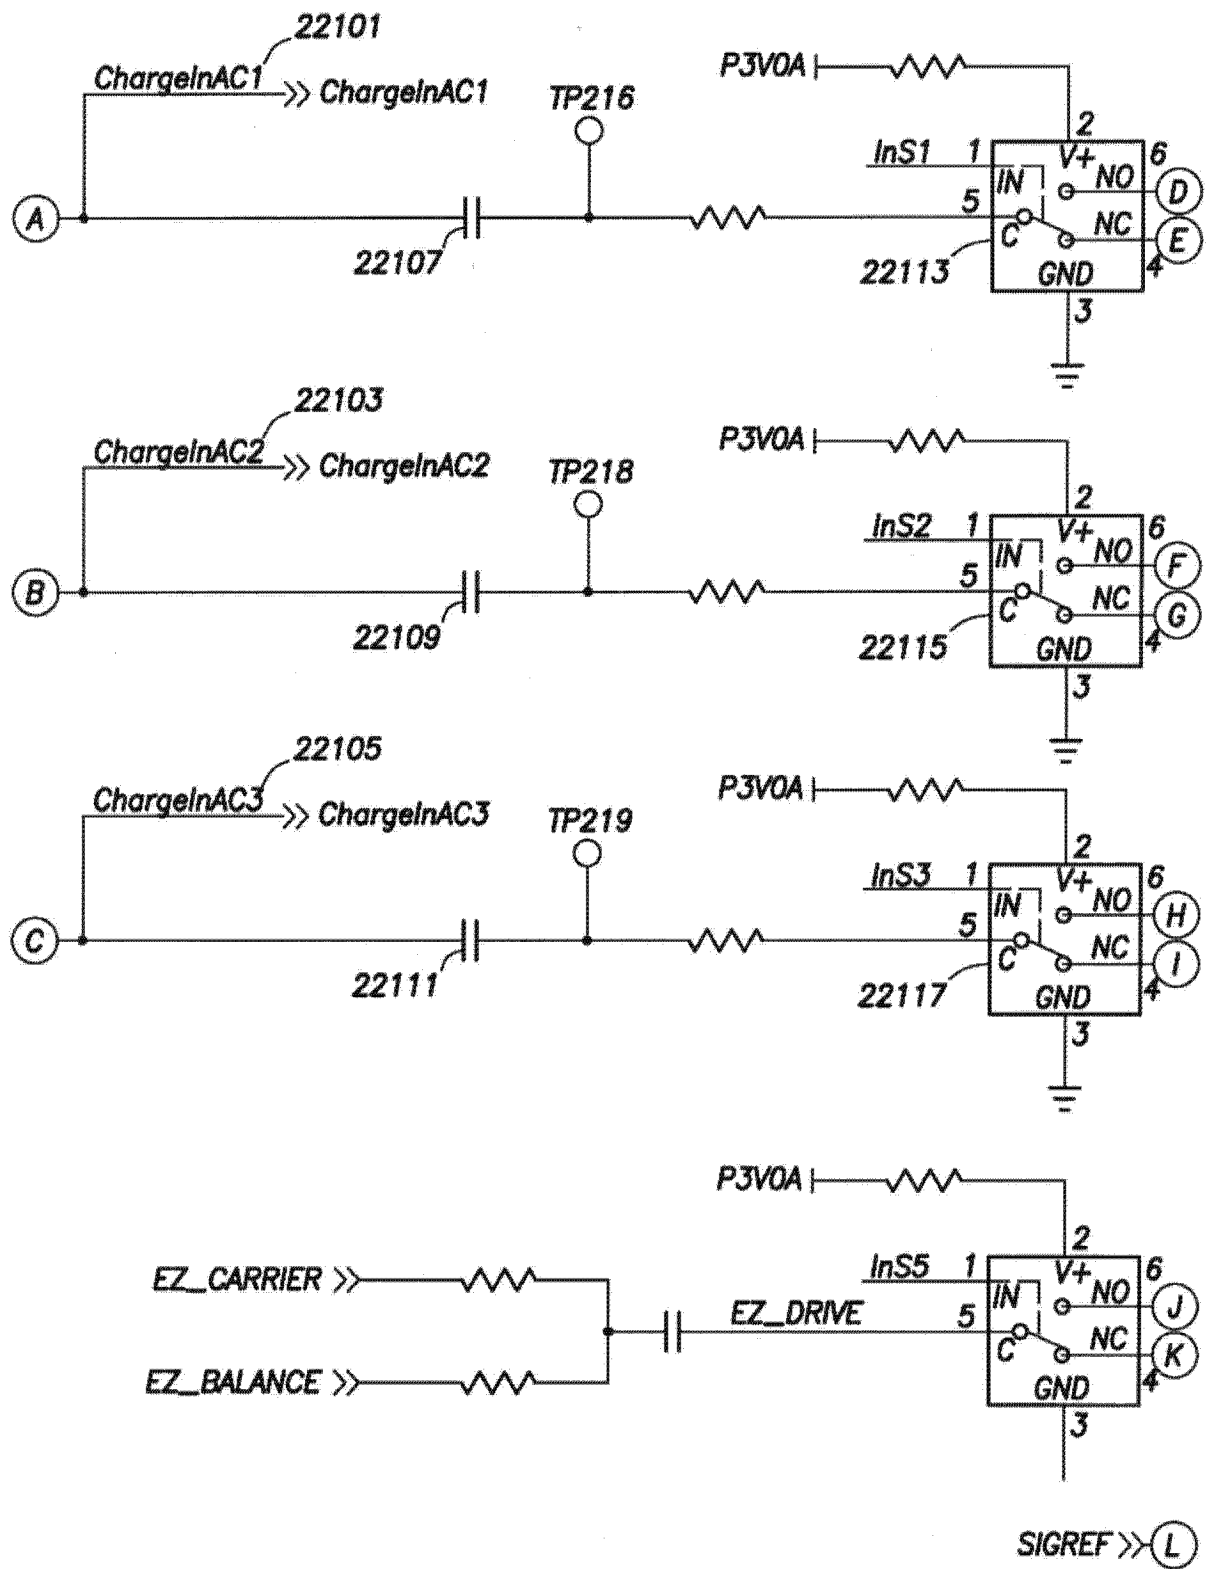 22101
ChargeInAC1 ChargeInAC1
TP216
P3V0A
2
InS1 1 V+ 6
IN NO D
A 5
C NC E
22107 22113 GND 4
3
22103
ChargeInAC2 ChargeInAC2
TP218
P3V0A
2
InS2 1 V+ 6
IN NO F
B 5
C NC G
22109 22115 GND 4
3
22105
ChargeInAC3 ChargeInAC3
TP219
P3V0A
2
InS3 1 V+ 6
IN NO H
C 5
C NC I
22111 22117 GND 4
3
P3V0A
2
EZ_CARRIER InS5 1 V+ 6
IN NO J
EZ_DRIVE 5
C NC K
EZ_BALANCE GND 4
3
SIGREF L